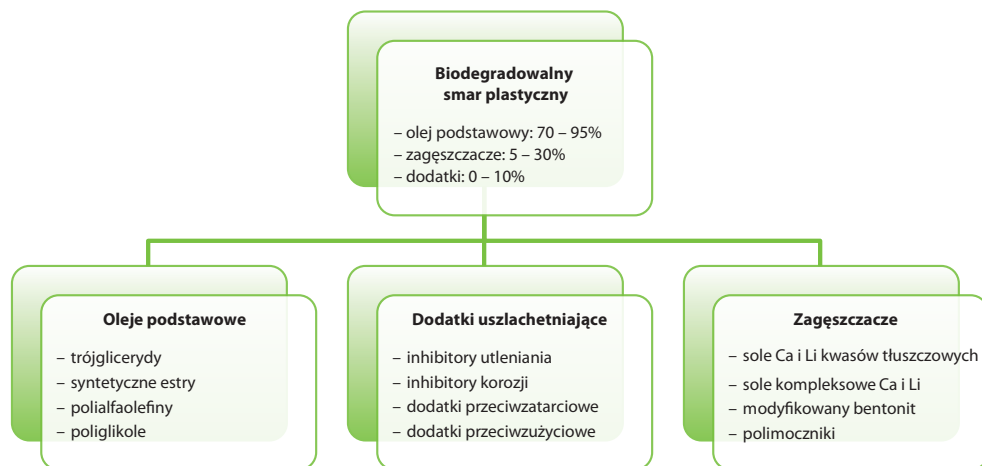 Biodegradowalny
smar plastyczny
– olej podstawowy: 70 – 95%
– zagęszczacze: 5 – 30%
– dodatki: 0 – 10%
Oleje podstawowe
– trójglicerydy
– syntetyczne estry
– polialfaolefiny
– poliglikole
Dodatki uszlachetniające
– inhibitory utleniania
– inhibitory korozji
– dodatki przeciwzatarciowe
– dodatki przeciwzużyciowe
Zagęszczacze
– sole Ca i Li kwasów tłuszczowych
– sole kompleksowe Ca i Li
– modyfikowany bentonit
– polimoczniki